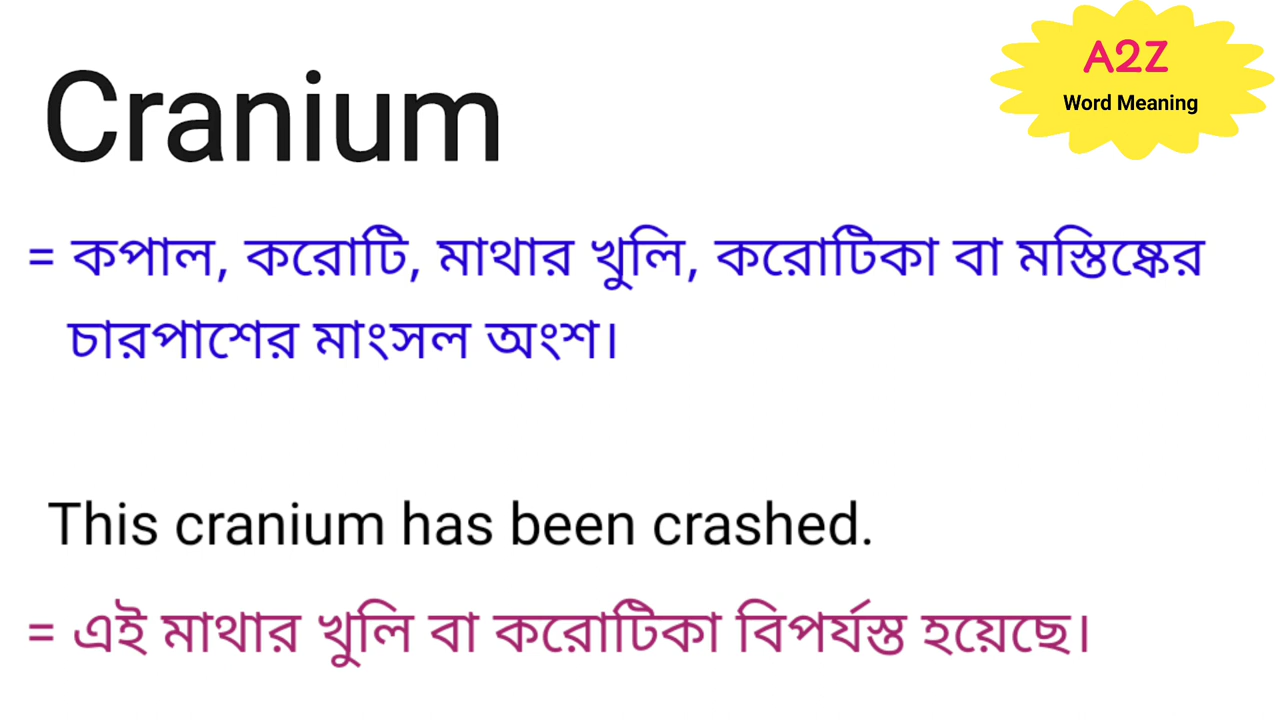 A2Z
Word Meaning
Cranium
= কপাল, করোটি, মাথার খুলি, করোটিকা বা মস্তিষ্কের
চারপাশের মাংসল অংশ।
This cranium has been crashed.
= এই মাথার খুলি বা করোটিকা বিপর্যস্ত হয়েছে।